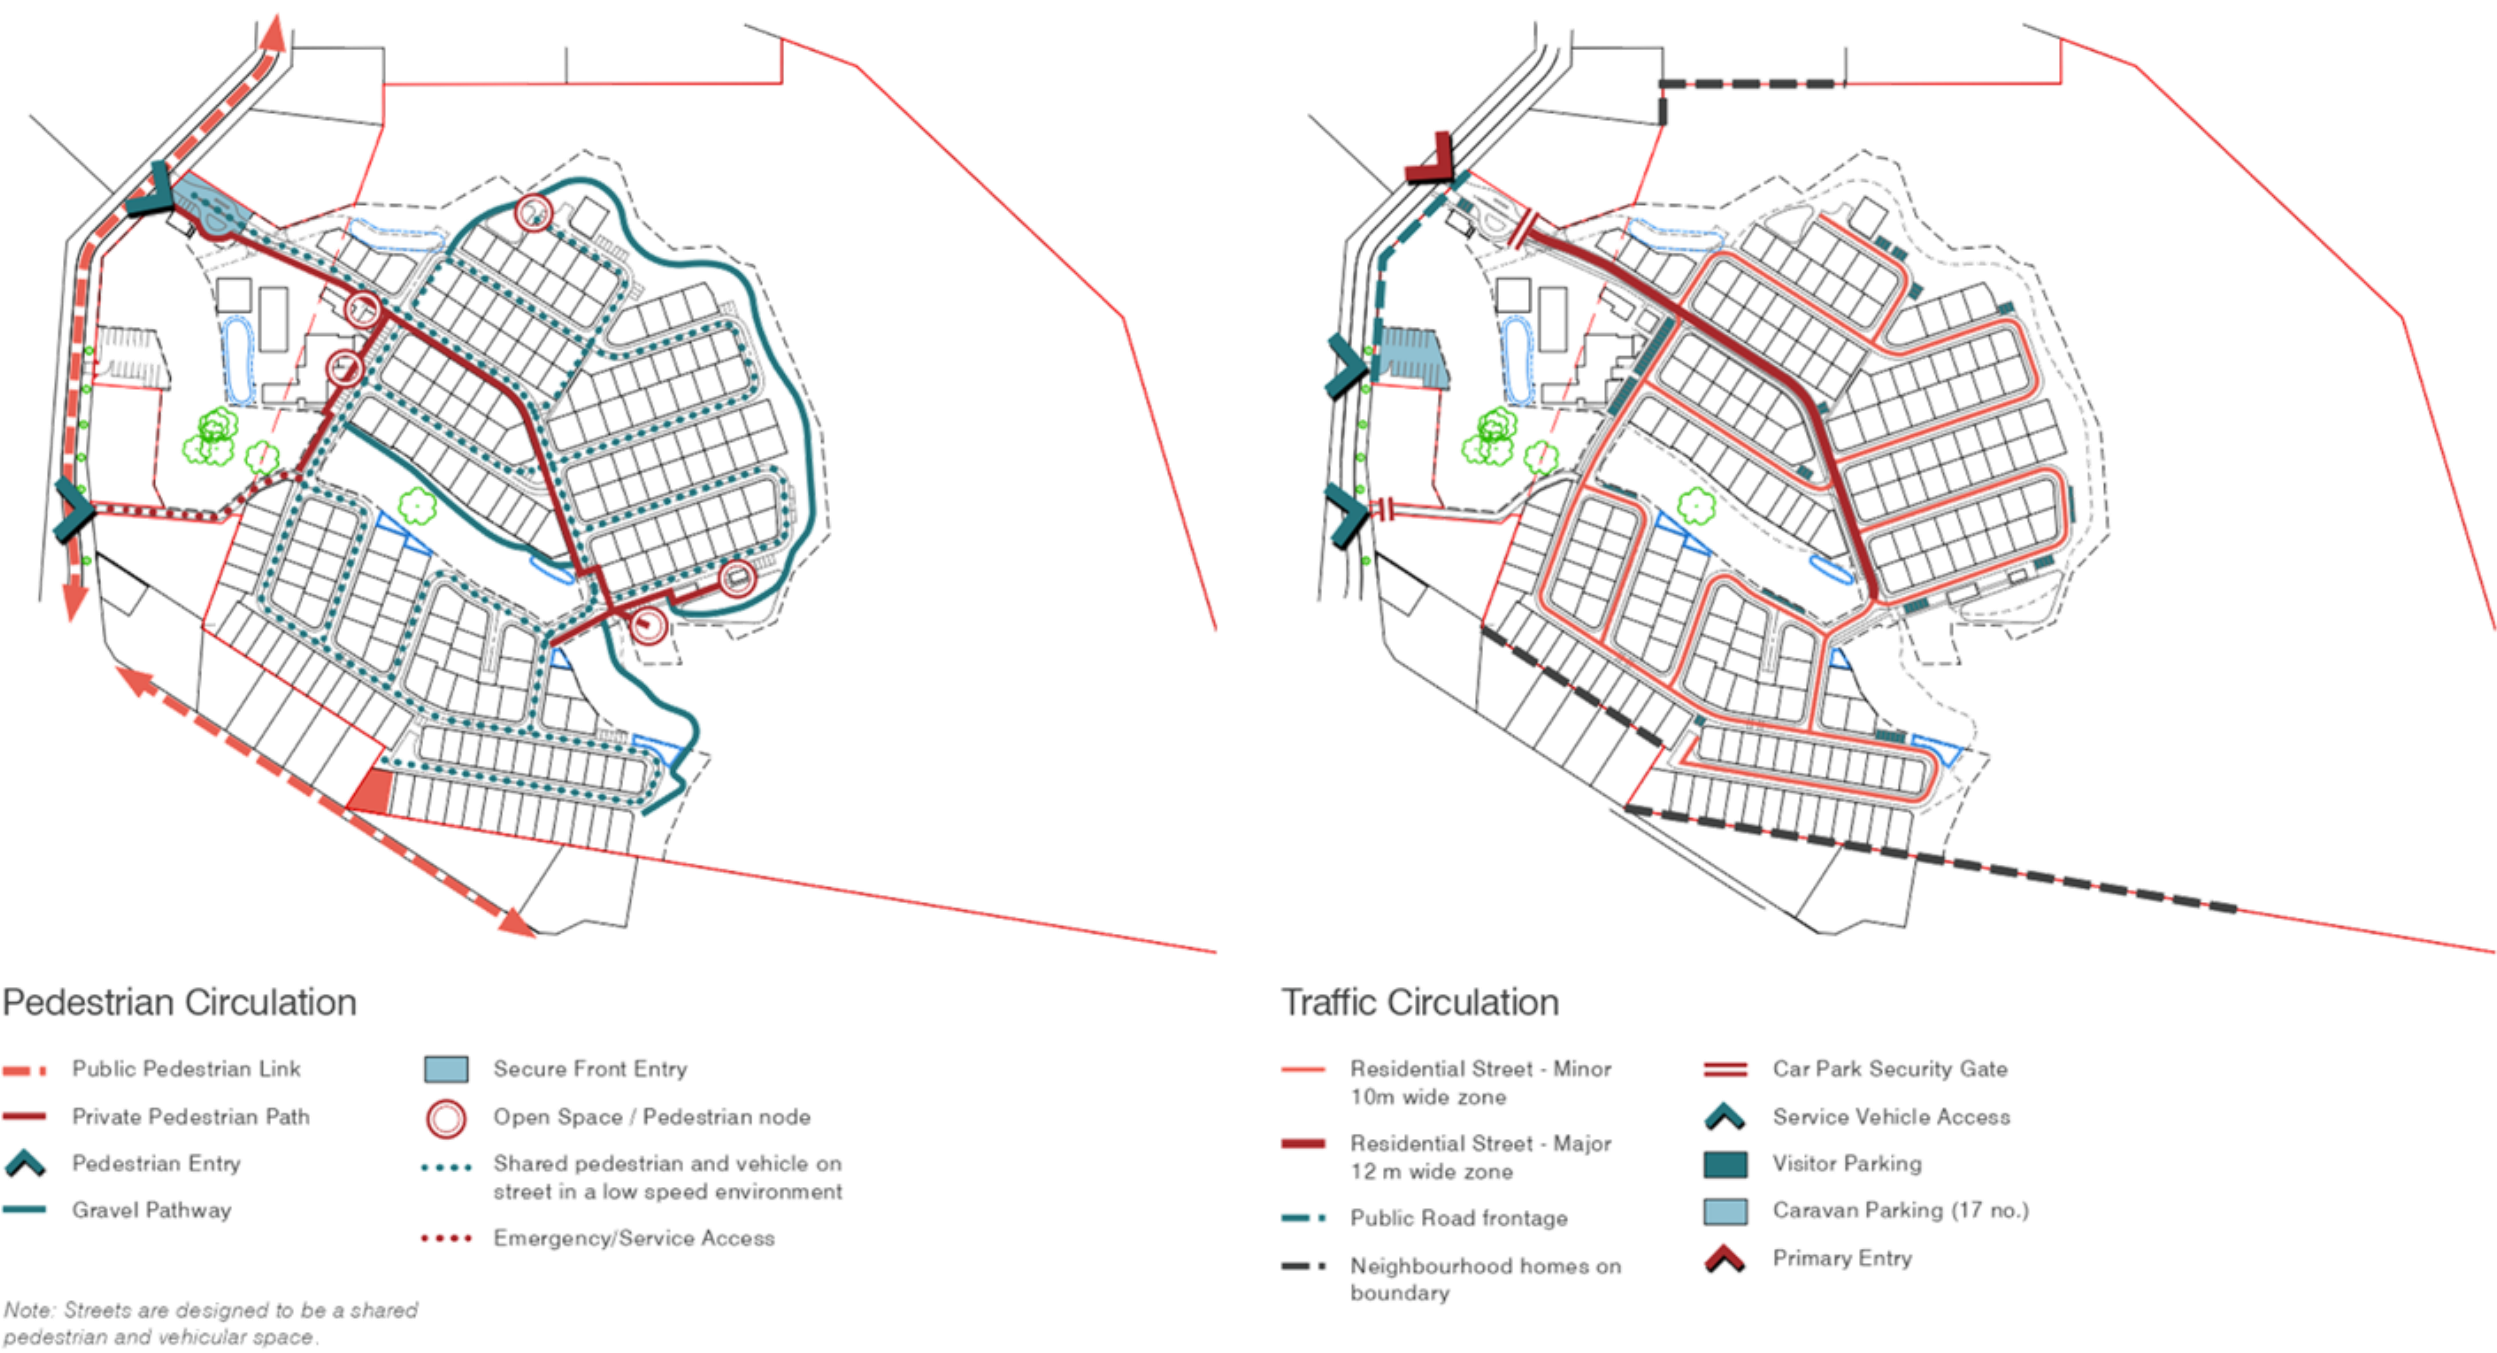 Pedestrian Circulation
Public Pedestrian Link
Private Pedestrian Path
Pedestrian Entry
Gravel Pathway
Secure Front Entry
Open Space / Pedestrian node
Shared pedestrian and vehicle on
street in a low speed environment
Emergency/Service Access
Note: Streets are designed to be a shared
pedestrian and vehicular space.
Traffic Circulation
Residential Street - Minor
10m wide zone
Residential Street - Major
12 m wide zone
Public Road frontage
Neighbourhood homes on
boundary
Car Park Security Gate
Service Vehicle Access
Visitor Parking
Caravan Parking (17 no.)
Primary Entry